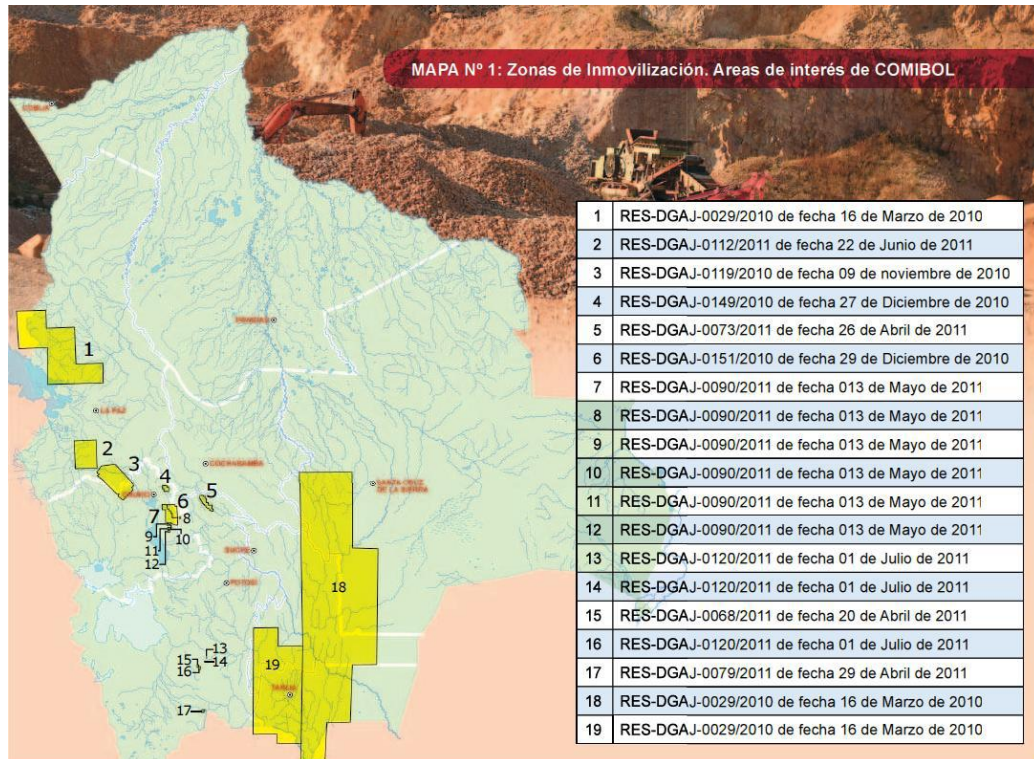 MAPA Nº 1: Zonas de Inmovilización. Areas de interés de COMIBOL
COBIJA
TRINIDAD
LA PAZ
COCHABAMBA
SANTA CRUZ
DE LA SIERRA
ORURO
SUCRE
POTOSI
TARIJA
1
2
3
4
5
6
7
8
9
10
11
12
13
14
15
16
17
18
19
1 RES-DGAJ-0029/2010 de fecha 16 de Marzo de 2010
2 RES-DGAJ-0112/2011 de fecha 22 de Junio de 2011
3 RES-DGAJ-0119/2010 de fecha 09 de noviembre de 2010
4 RES-DGAJ-0149/2010 de fecha 27 de Diciembre de 2010
5 RES-DGAJ-0073/2011 de fecha 26 de Abril de 2011
6 RES-DGAJ-0151/2010 de fecha 29 de Diciembre de 2010
7 RES-DGAJ-0090/2011 de fecha 013 de Mayo de 2011
8 RES-DGAJ-0090/2011 de fecha 013 de Mayo de 2011
9 RES-DGAJ-0090/2011 de fecha 013 de Mayo de 2011
10 RES-DGAJ-0090/2011 de fecha 013 de Mayo de 2011
11 RES-DGAJ-0090/2011 de fecha 013 de Mayo de 2011
12 RES-DGAJ-0090/2011 de fecha 013 de Mayo de 2011
13 RES-DGAJ-0120/2011 de fecha 01 de Julio de 2011
14 RES-DGAJ-0120/2011 de fecha 01 de Julio de 2011
15 RES-DGAJ-0068/2011 de fecha 20 de Abril de 2011
16 RES-DGAJ-0120/2011 de fecha 01 de Julio de 2011
17 RES-DGAJ-0079/2011 de fecha 29 de Abril de 2011
18 RES-DGAJ-0029/2010 de fecha 16 de Marzo de 2010
19 RES-DGAJ-0029/2010 de fecha 16 de Marzo de 2010